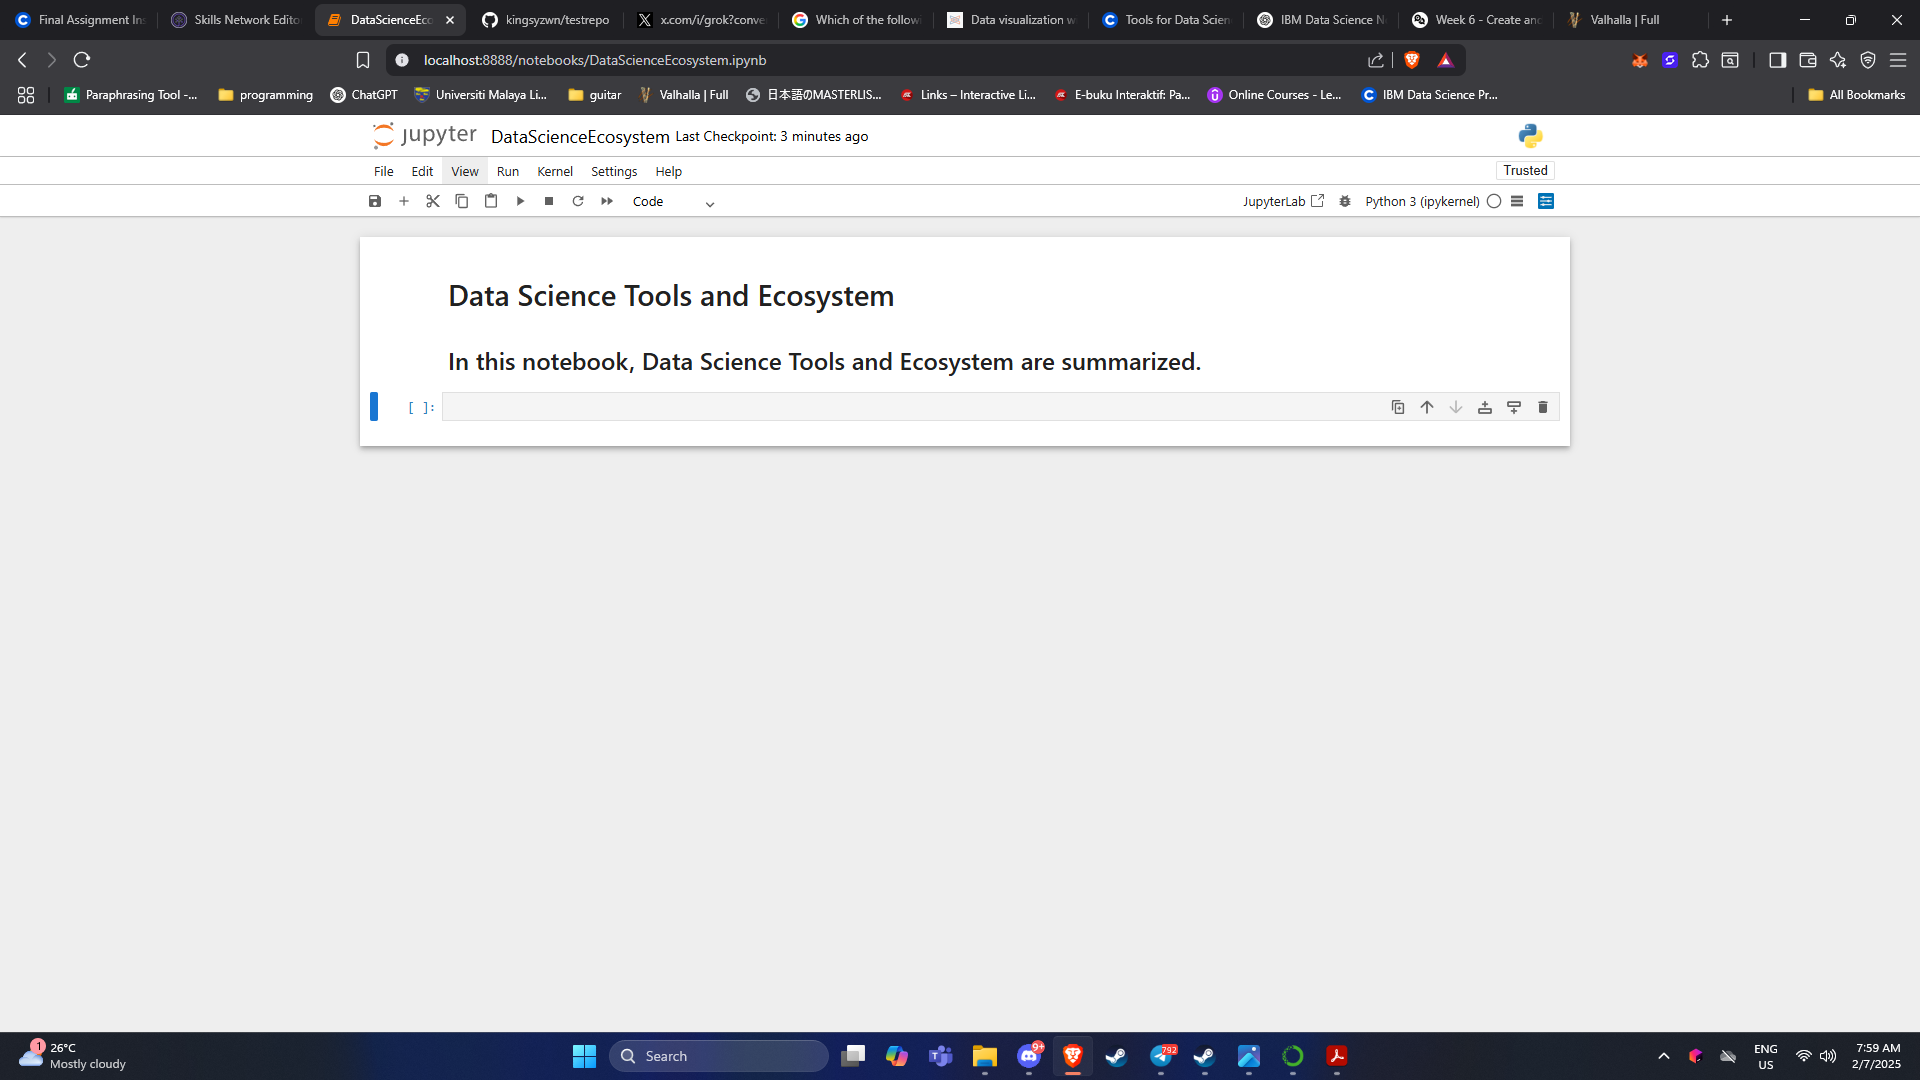 Final Assignment Ins
Skills Network Edito
DataScienceEco
kingsyzwn/testrepo
x.com/i/grok?conve
Which of the followi
Data visualization w
Tools for Data Scien
IBM Data Science N
Week 6 - Create an
Valhalla | Full
localhost:8888/notebooks/DataScienceEcosystem.ipynb
Paraphrasing Tool -...
programming
ChatGPT
Universiti Malaya Li...
guitar
Valhalla | Full
日本語のMASTERLIS...
Links – Interactive Li...
E-buku Interaktif: Pa...
Online Courses - Le...
IBM Data Science Pr...
All Bookmarks
jupyter DataScienceEcosystem Last Checkpoint: 3 minutes ago
File Edit View Run Kernel Settings Help
Trusted
Code
JupyterLab
Python 3 (ipykernel)
Data Science Tools and Ecosystem
In this notebook, Data Science Tools and Ecosystem are summarized.
[ ]:
1
26°C
Mostly cloudy
Search
9+
792
ENG
US
7:59 AM
2/7/2025